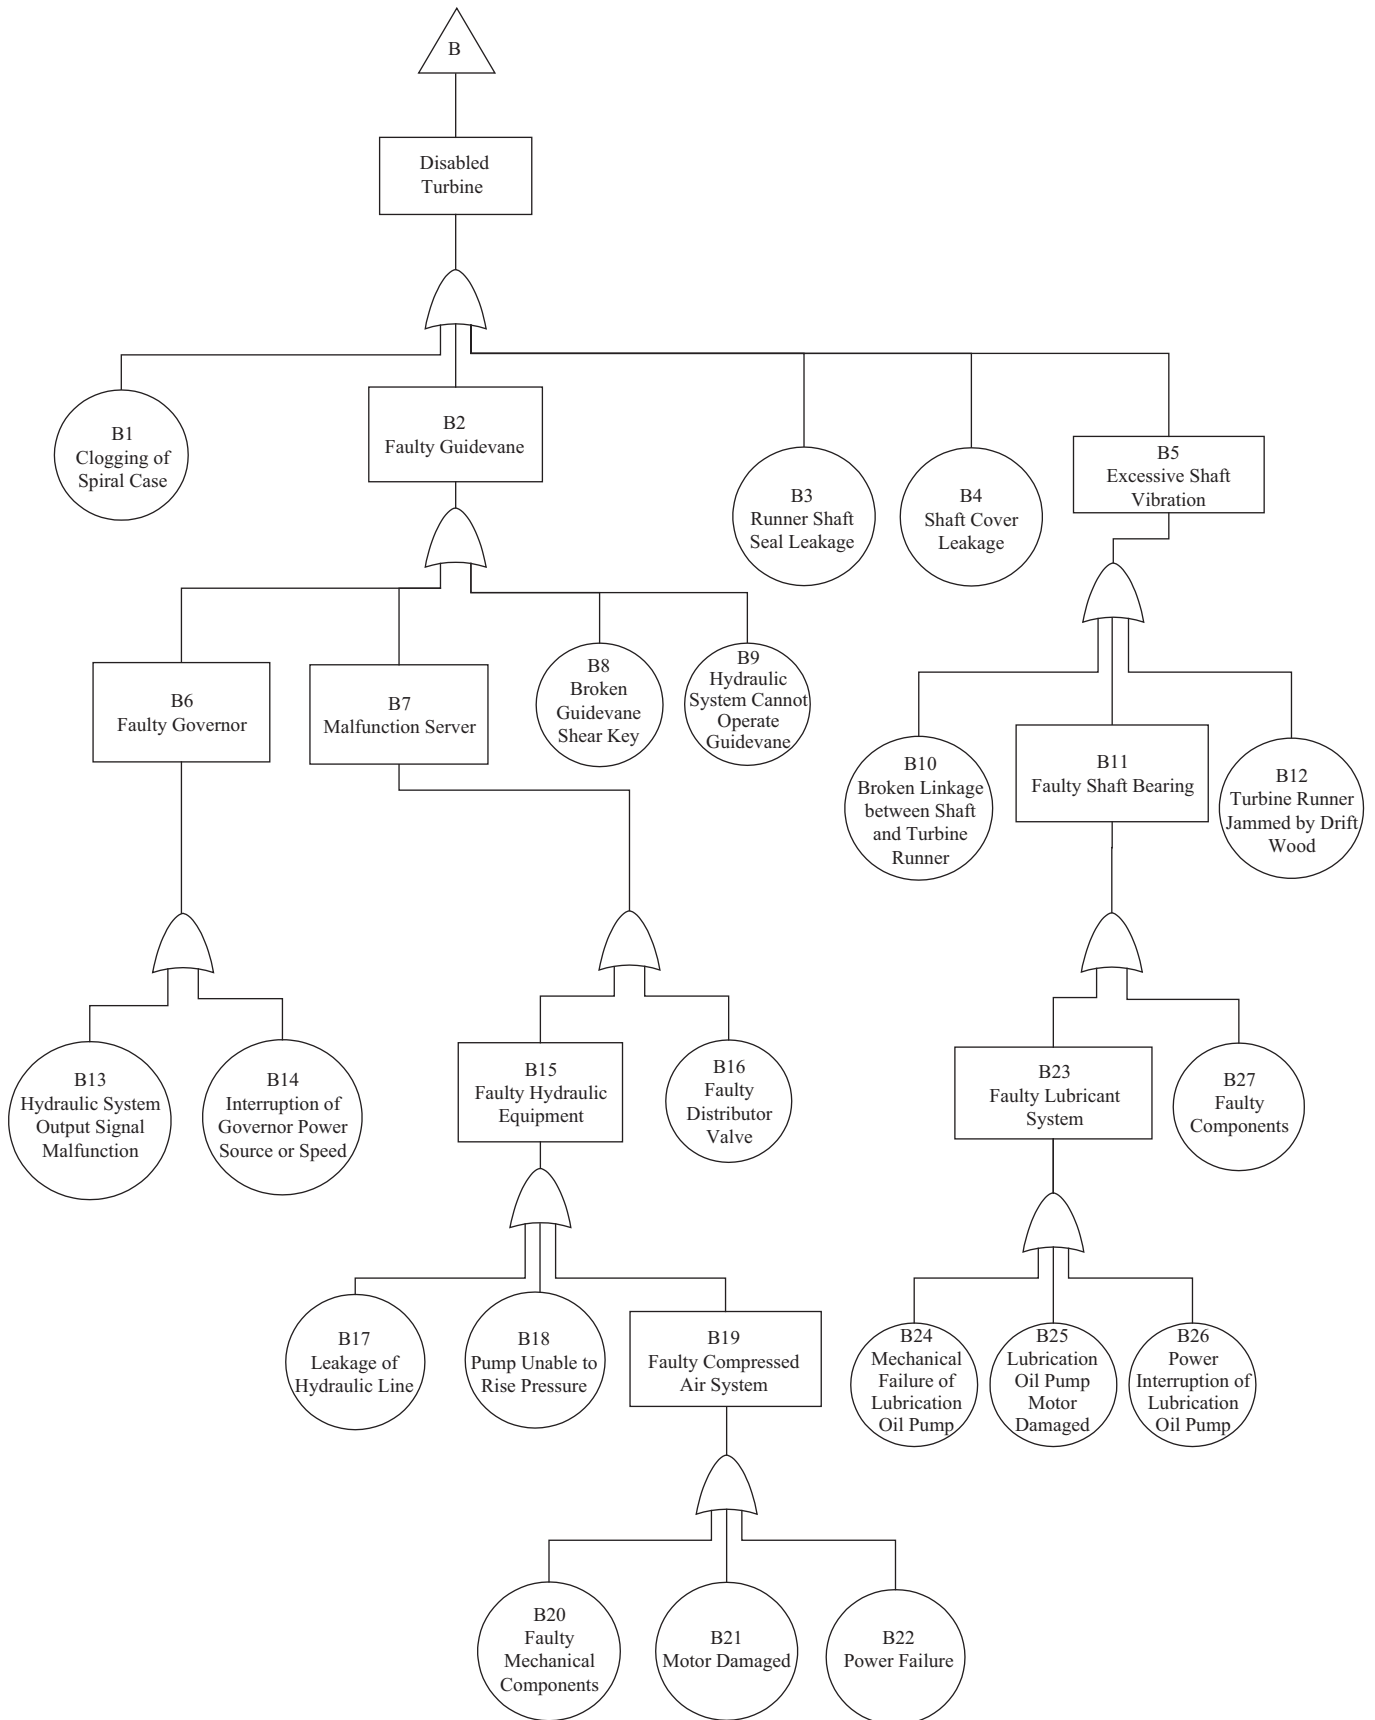 B
Disabled
Turbine
B1
Clogging of
Spiral Case
B2
Faulty Guidevane
B3
Runner Shaft
Seal Leakage
B4
Shaft Cover
Leakage
B5
Excessive Shaft
Vibration
B6
Faulty Governor
B7
Malfunction Server
B8
Broken
Guidevane
Shear Key
B9
Hydraulic
System Cannot
Operate
Guidevane
B10
Broken Linkage
between Shaft
and Turbine
Runner
B11
Faulty Shaft Bearing
B12
Turbine Runner
Jammed by Drift
Wood
B13
Hydraulic System
Output Signal
Malfunction
B14
Interruption of
Governor Power
Source or Speed
B15
Faulty Hydraulic
Equipment
B16
Faulty
Distributor
Valve
B23
Faulty Lubricant
System
B27
Faulty
Components
B17
Leakage of
Hydraulic Line
B18
Pump Unable to
Rise Pressure
B19
Faulty Compressed
Air System
B24
Mechanical
Failure of
Lubrication
Oil Pump
B25
Lubrication
Oil Pump
Motor
Damaged
B26
Power
Interruption of
Lubrication
Oil Pump
B20
Faulty
Mechanical
Components
B21
Motor Damaged
B22
Power Failure